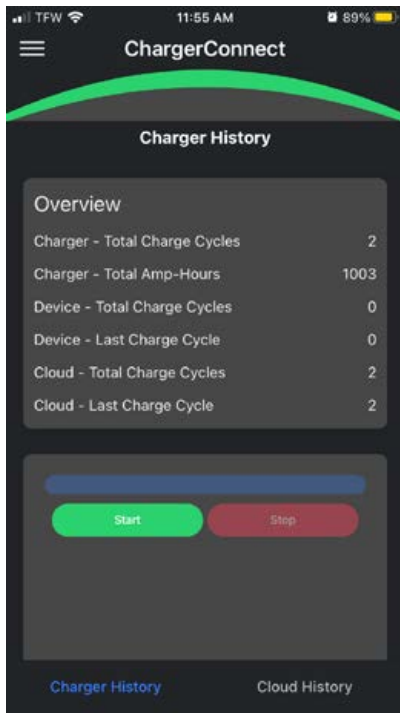 TFW 11:55 AM 89%
ChargerConnect
Charger History
Overview
Charger - Total Charge Cycles 2
Charger - Total Amp-Hours 1003
Device - Total Charge Cycles 0
Device - Last Charge Cycle 0
Cloud - Total Charge Cycles 2
Cloud - Last Charge Cycle 2
Start Stop
Charger History Cloud History